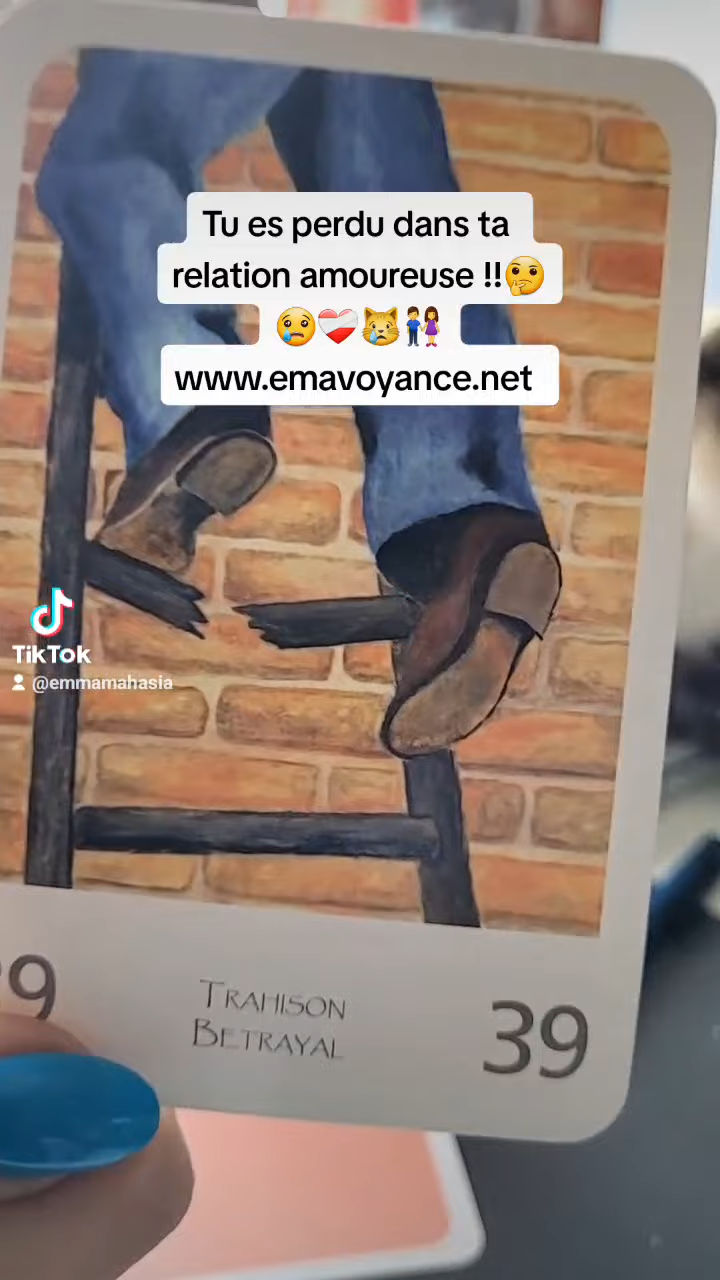 Tu es perdu dans ta
relation amoureuse !!🤔
😢❤️‍🩹😿👫
www.emavoyance.net
TikTok
@emmamahasia
39
TRAHISON
BETRAYAL
39